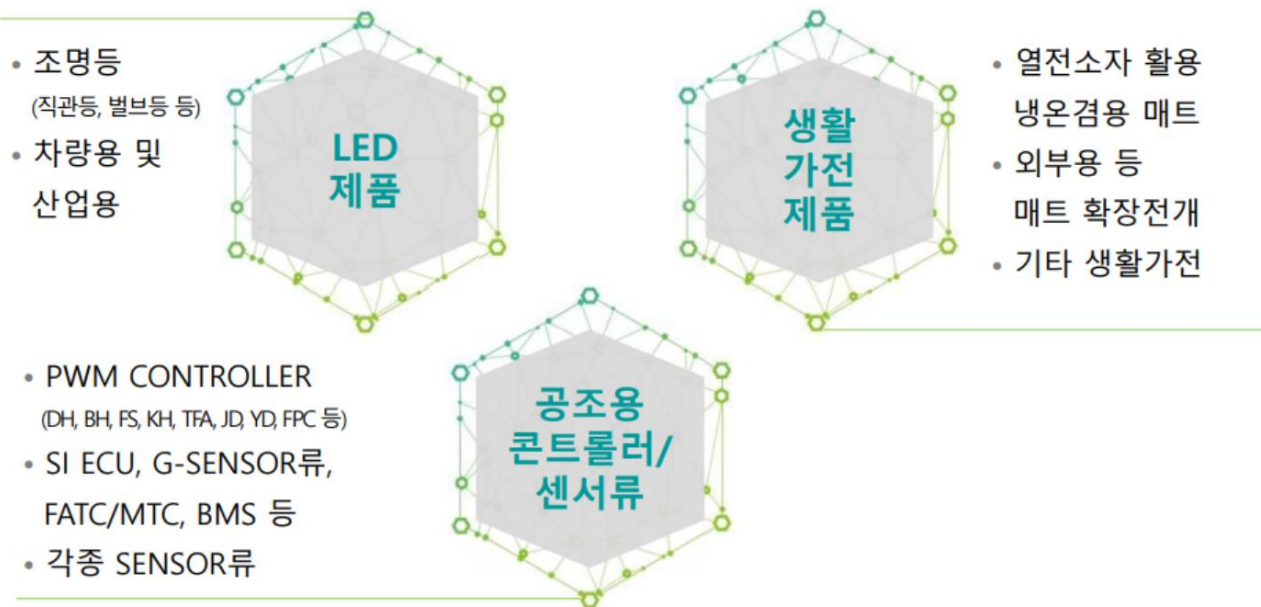 • 조명등
(직관등, 벌브등 등)
• 차량용 및
산업용
LED
제품
생활
가전
제품
• 열전소자 활용
냉온겸용 매트
• 외부용 등
매트 확장전개
• 기타 생활가전
• PWM CONTROLLER
(DH, BH, FS, KH, TFA, JD, YD, FPC 등)
• SI ECU, G-SENSOR류,
FATC/MTC, BMS 등
• 각종 SENSOR류
공조용
콘트롤러/
센서류